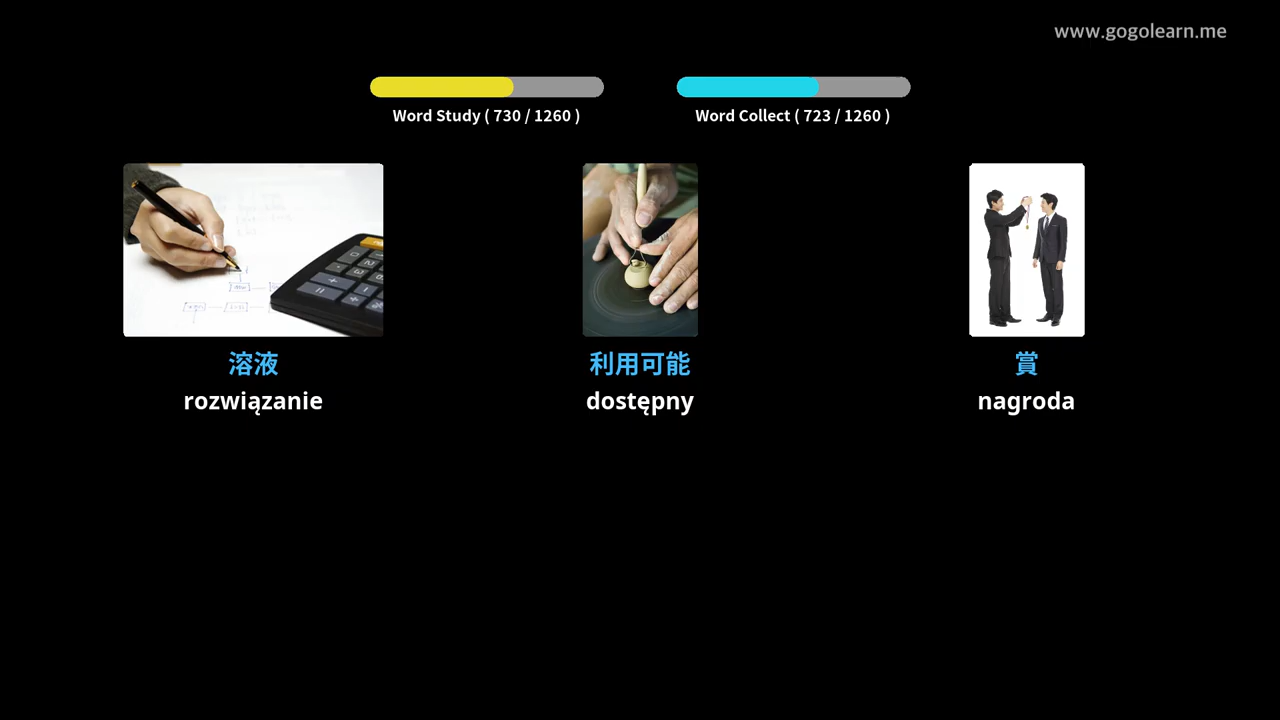 www.gogolearn.me
Word Study ( 730 / 1260 )
Word Collect ( 723 / 1260 )
溶液
rozwiązanie
利用可能
dostępny
賞
nagroda